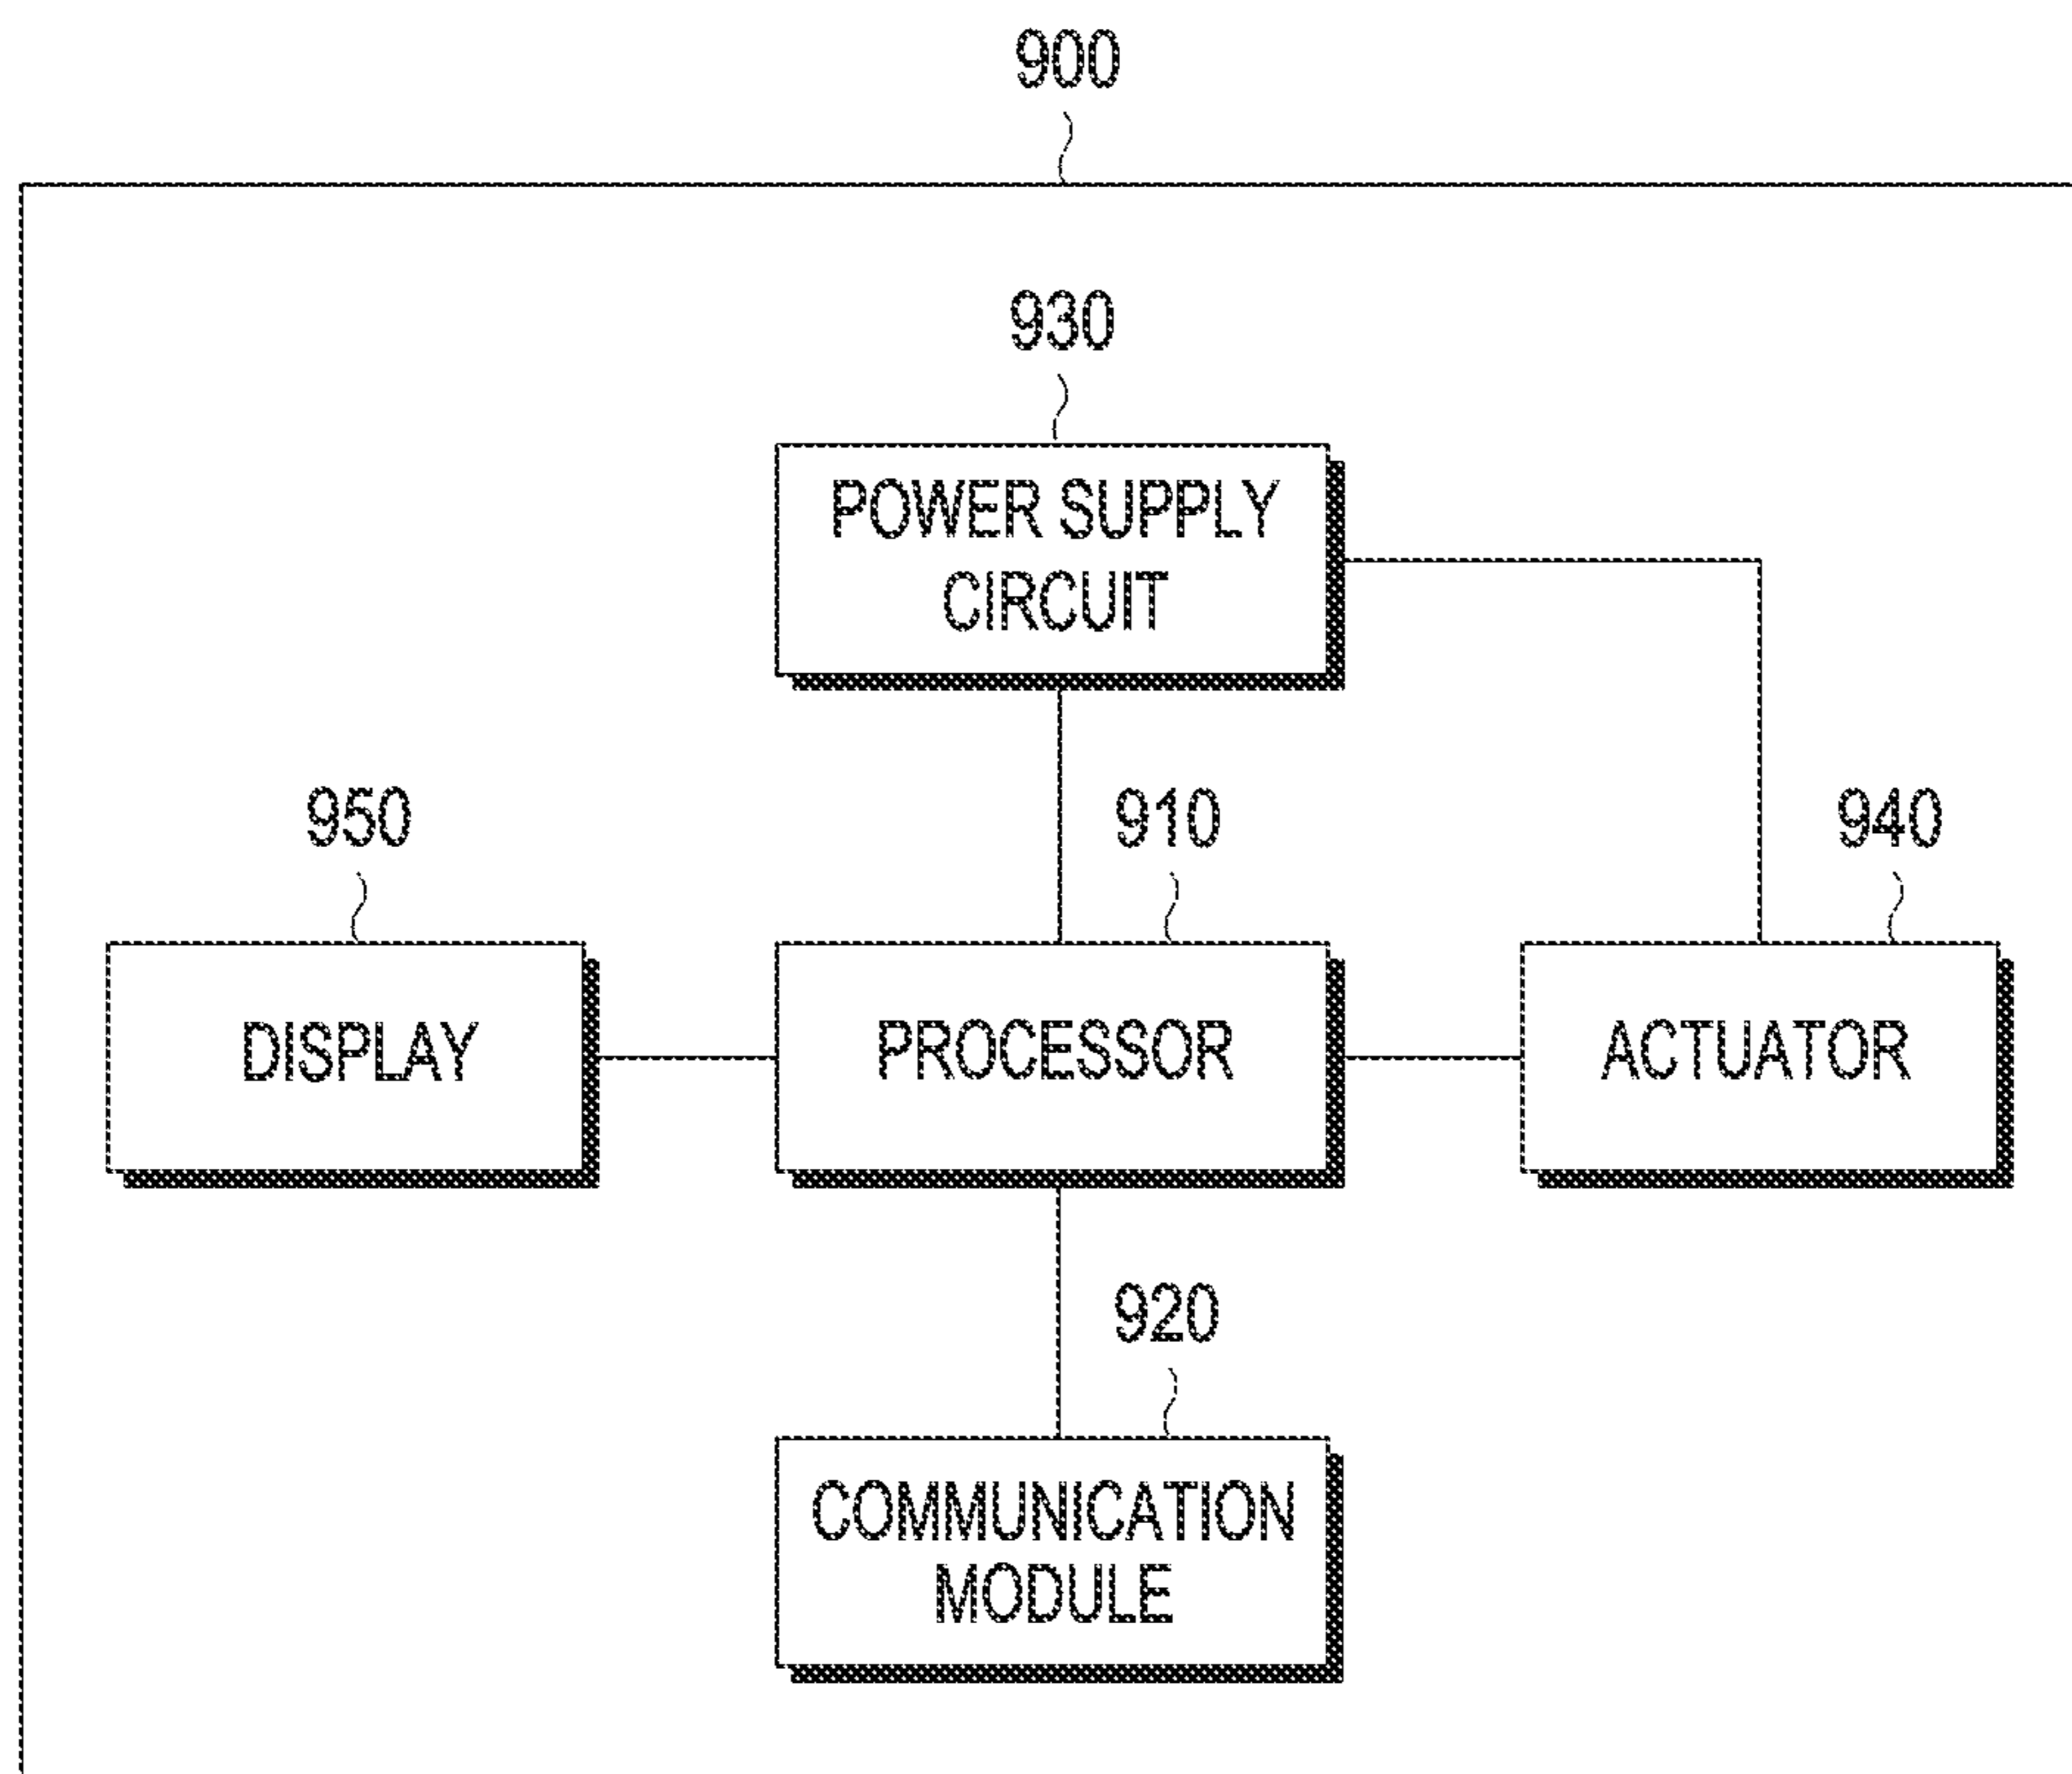 900
930
POWER SUPPLY
CIRCUIT
950
910
940
DISPLAY
PROCESSOR
ACTUATOR
920
COMMUNICATION
MODULE